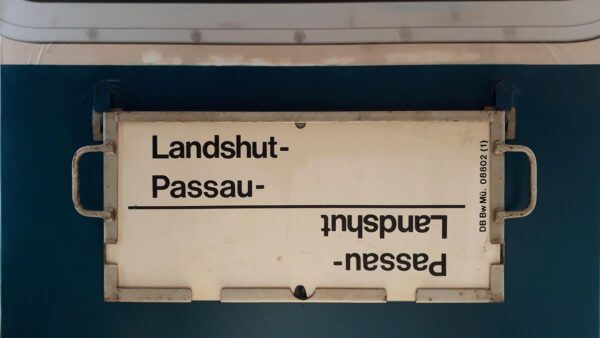 Landshut-
Passau-
Passau-
Landshut
DB Bw Mü. 08802 (1)